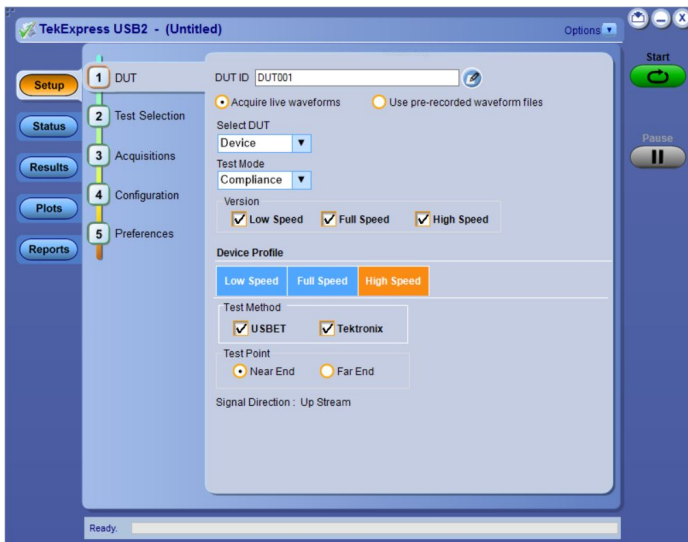 TekExpress USB2 - (Untitled)
Options
Start
Pause
Setup
Status
Results
Plots
Reports
1 DUT
2 Test Selection
3 Acquisitions
4 Configuration
5 Preferences
DUT ID DUT001
Acquire live waveforms Use pre-recorded waveform files
Select DUT
Device
Test Mode
Compliance
Version
Low Speed Full Speed High Speed
Device Profile
Low Speed Full Speed High Speed
Test Method
USBET Tektronix
Test Point
Near End Far End
Signal Direction : Up Stream
Ready.